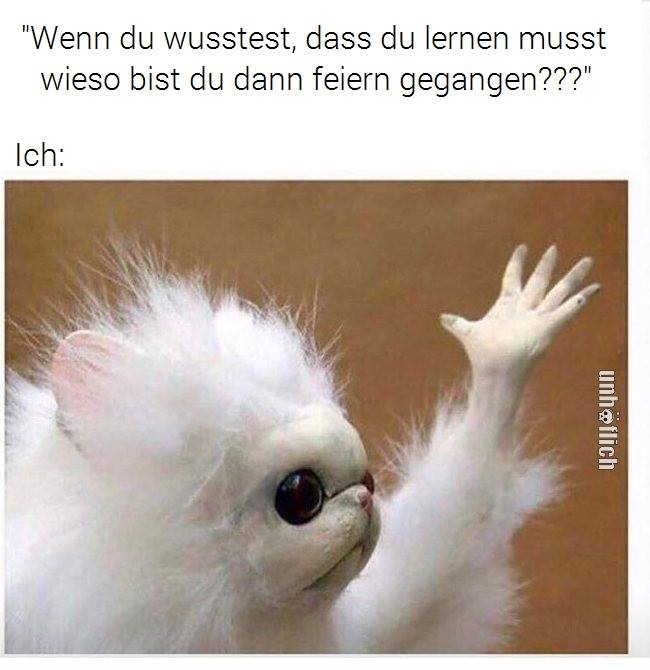 "Wenn du wusstest, dass du lernen musst
wieso bist du dann feiern gegangen???"
Ich:
unhöflich